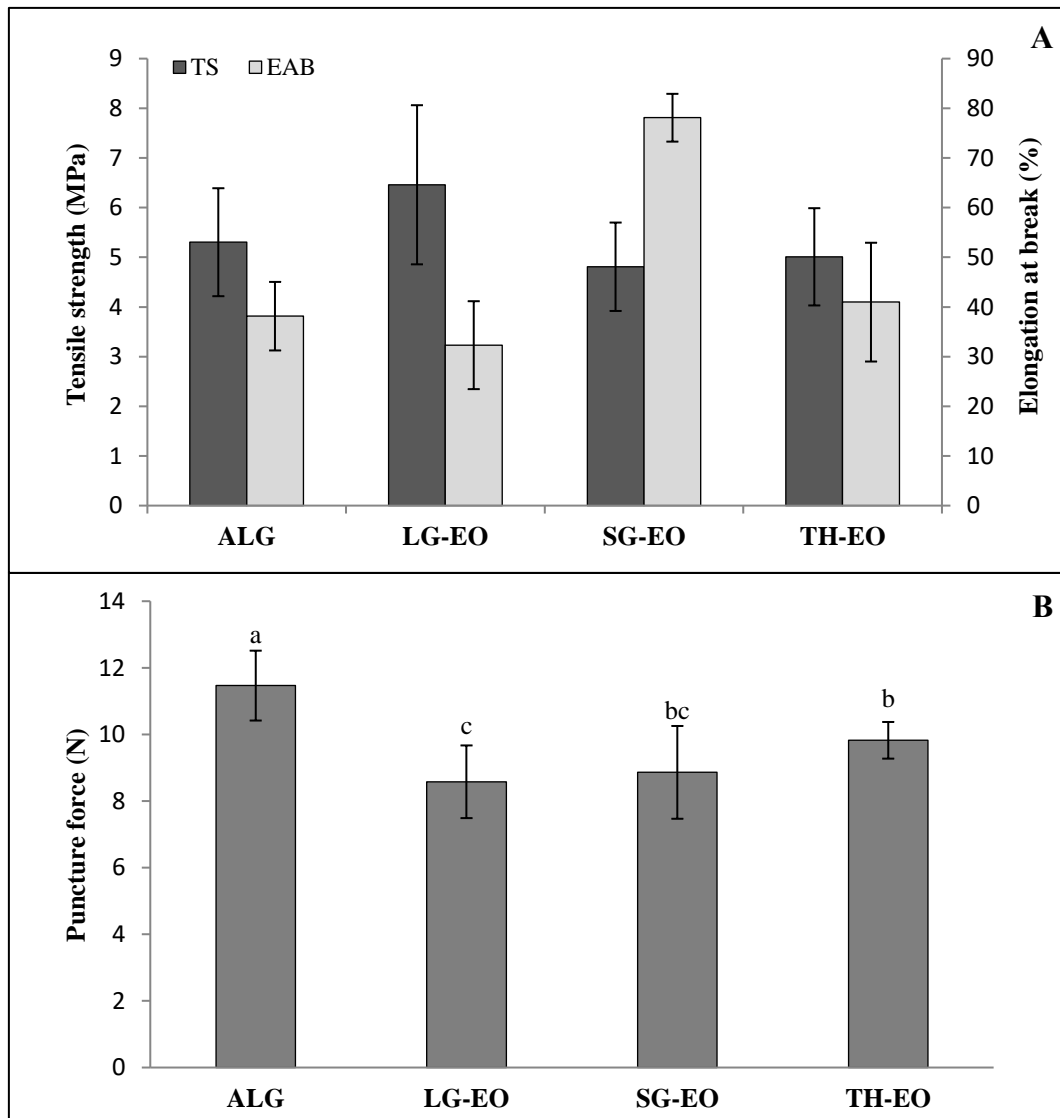 A
TS EAB
9 90
8 80
7 70
6 60
5 50
4 40
3 30
2 20
1 10
0 0
Tensile strength (MPa)
Elongation at break (%)
ALG LG-EO SG-EO TH-EO
B
14
12
10
8
6
4
2
0
Puncture force (N)
a c bc b
ALG LG-EO SG-EO TH-EO